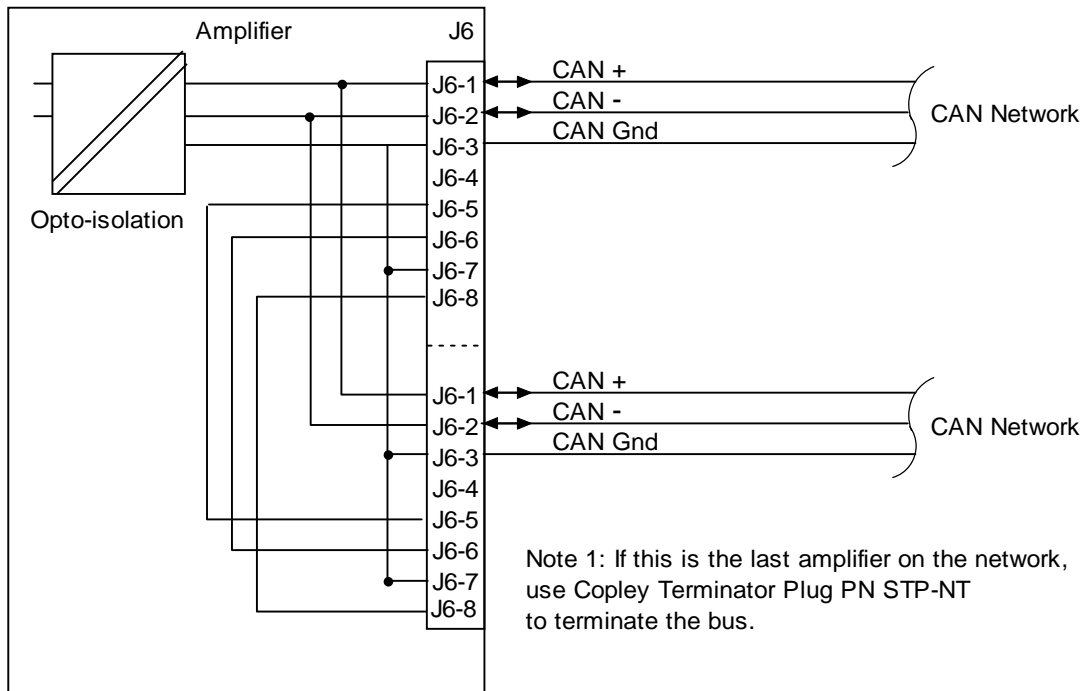 Amplifier
J6
Opto-isolation
J6-1
J6-2
J6-3
J6-4
J6-5
J6-6
J6-7
J6-8
CAN +
CAN -
CAN Gnd
CAN Network
J6-1
J6-2
J6-3
J6-4
J6-5
J6-6
J6-7
J6-8
CAN +
CAN -
CAN Gnd
CAN Network
Note 1: If this is the last amplifier on the network,
use Copley Terminator Plug PN STP-NT
to terminate the bus.